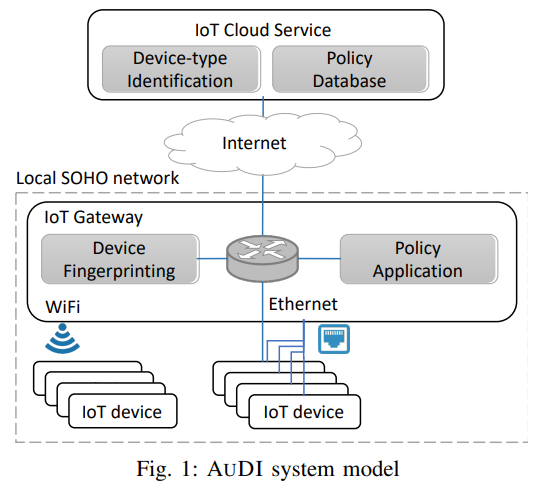 IoT Cloud Service
Device-type
Identification
Policy
Database
Internet
Local SOHO network
IoT Gateway
Device
Fingerprinting
Policy
Application
WiFi
Ethernet
IoT device
IoT device
Fig. 1: AUDI system model